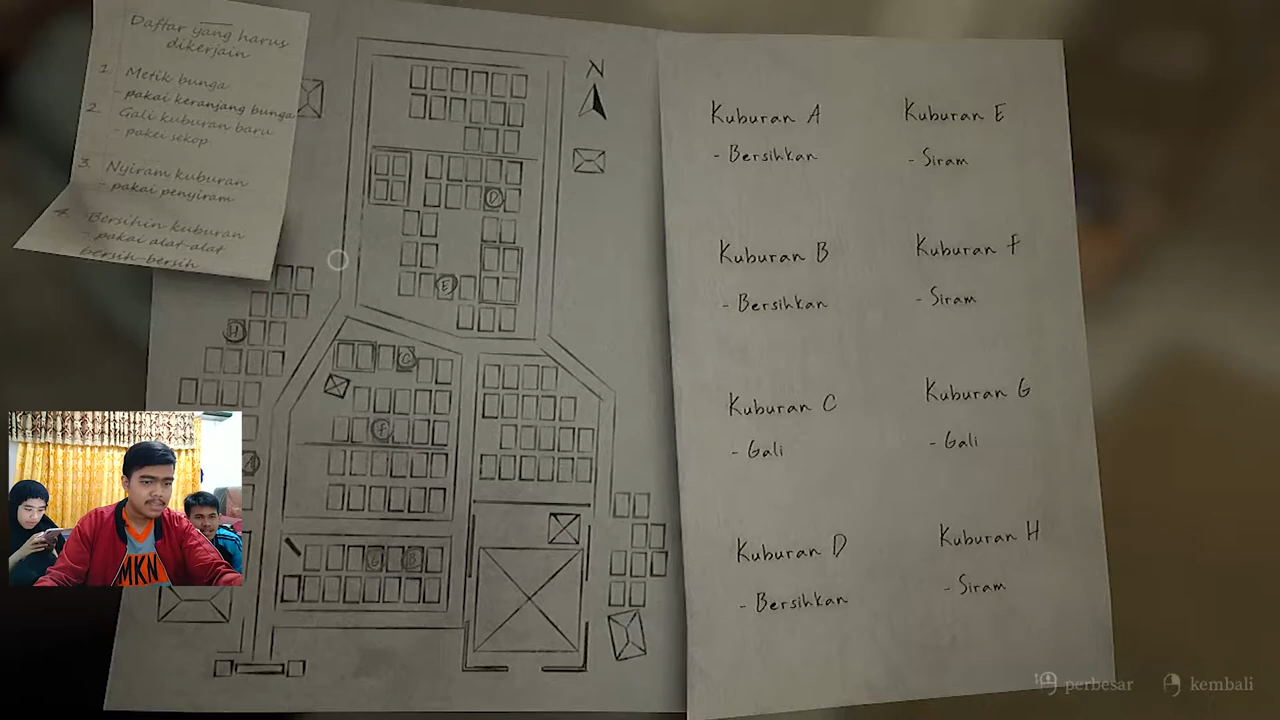 Daftar yang harus
dikerjain
1. Metik bunga
- pakai keranjang bunga
2. Gali kuburan baru
- pakei sekop
3. Nyiram kuburan
- pakai penyiram
4. Bersihin kuburan
- pakai alat-alat
bersih-bersih
N
D
E
H
C
F
A
G
B
Kuburan A
- Bersihkan
Kuburan B
- Bersihkan
Kuburan C
- Gali
Kuburan D
- Bersihkan
Kuburan E
- Siram
Kuburan f
- Siram
Kuburan G
- Gali
Kuburan H
- Siram
MKN
perbesar
kembali